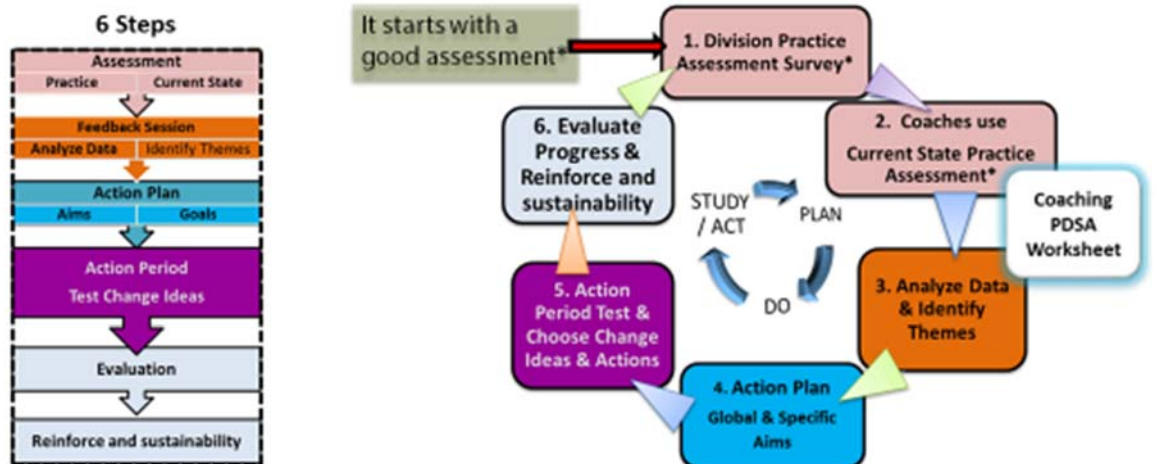 6 Steps
Assessment
Practice Current State
Feedback Session
Analyze Data Identify Themes
Action Plan
Aims Goals
Action Period
Test Change Ideas
Evaluation
Reinforce and sustainability
It starts with a
good assessment*
1. Division Practice
Assessment Survey*
2. Coaches use
Current State Practice
Assessment*
Coaching
PDSA
Worksheet
3. Analyze Data
& Identify
Themes
4. Action Plan
Global & Specific
Aims
5. Action
Period Test &
Choose Change
Ideas & Actions
6. Evaluate
Progress &
Reinforce and
sustainability
STUDY
/ ACT
PLAN
DO